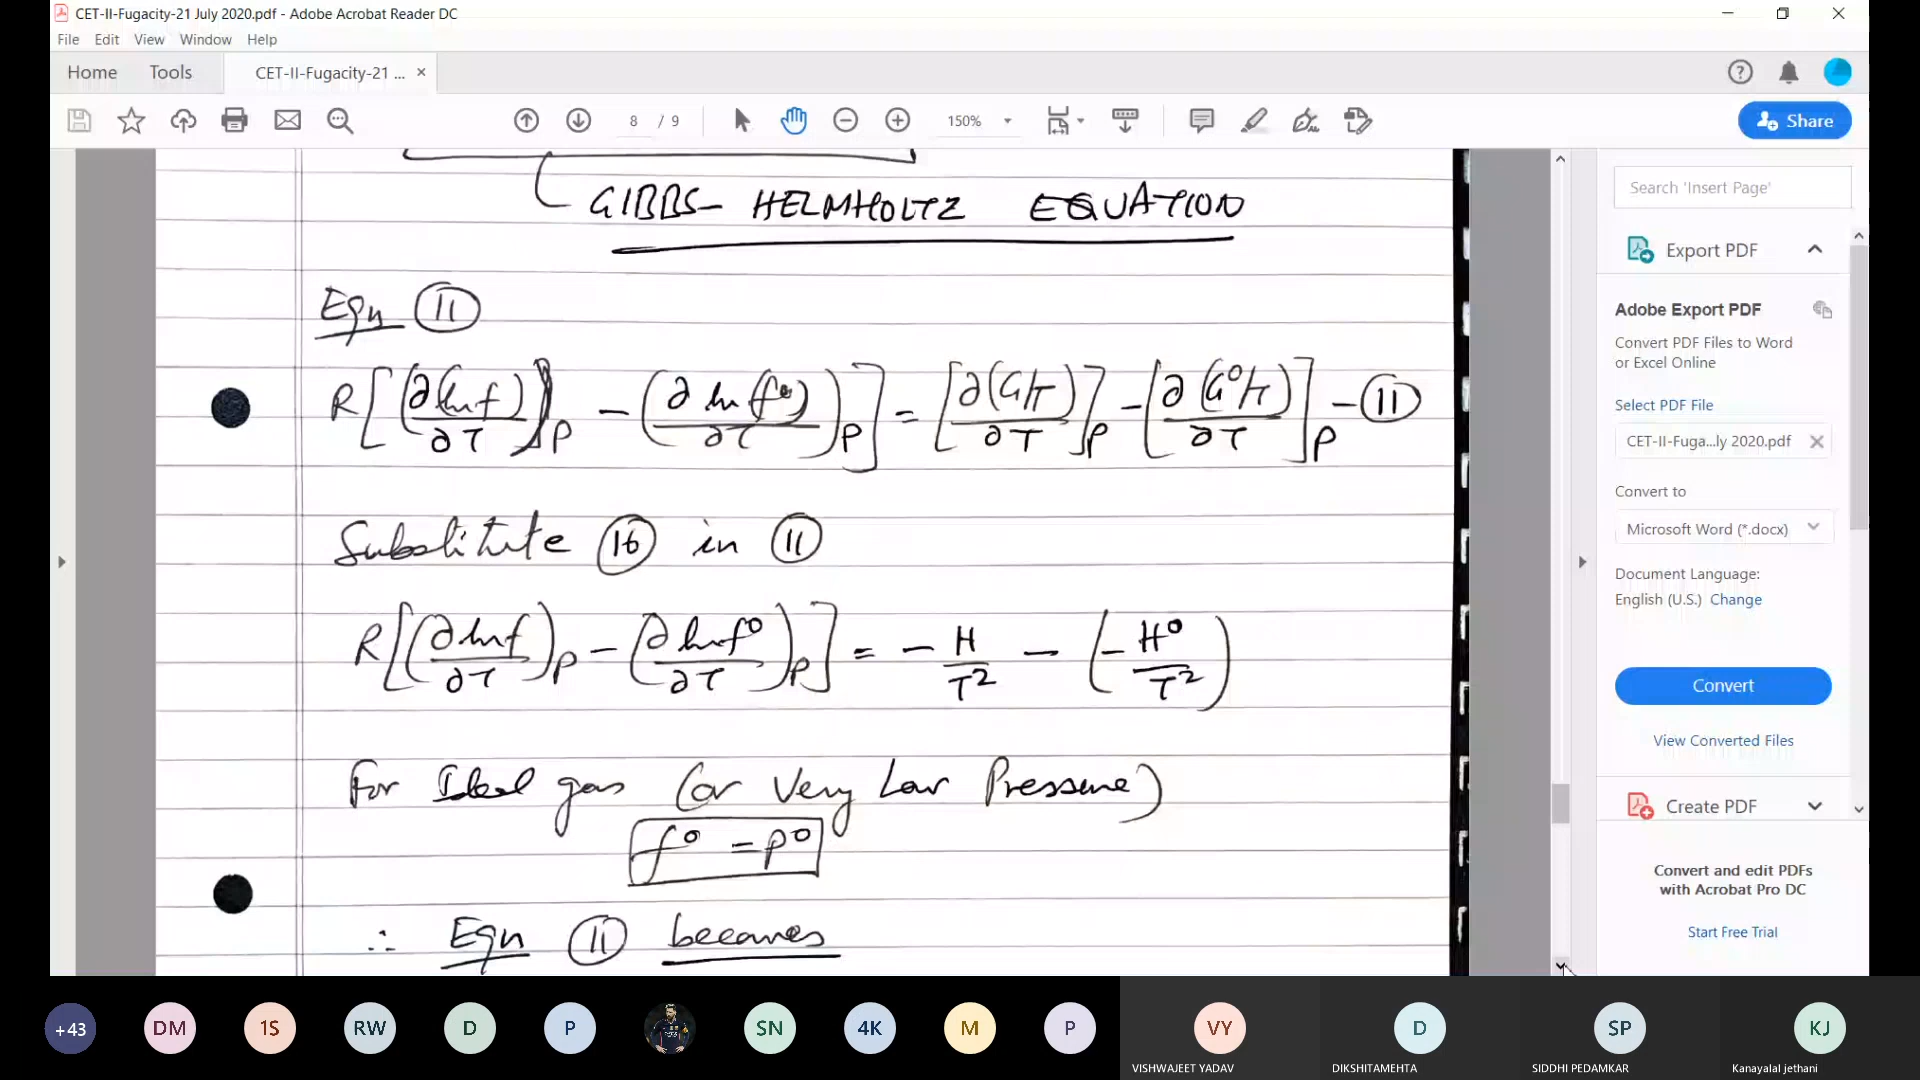 CET-II-Fugacity-21 July 2020.pdf - Adobe Acrobat Reader DC
File Edit View Window Help
Home Tools CET-II-Fugacity-21 ... ×
8 / 9 150% Share
GIBBS- HELMHOLTZ EQUATION
Eqn ⑪
R[(∂(ln f)/∂T)]P - (∂ ln(f°)/∂T)P] = [∂(G/T)/∂T]P - [∂(G°/T)/∂T]P - ⑪
Substitute ⑯ in ⑪
R[(∂ ln f/∂T)P - (∂ ln f°/∂T)P] = - H/T² - (- H°/T²)
For Ideal gas (or Very Low Pressure)
f° = P°
∴ Eqn ⑪ becomes
Search 'Insert Page'
Export PDF
Adobe Export PDF
Convert PDF Files to Word
or Excel Online
Select PDF File
CET-II-Fuga...ly 2020.pdf
Convert to
Microsoft Word (*.docx)
Document Language:
English (U.S.) Change
Convert
View Converted Files
Create PDF
Convert and edit PDFs
with Acrobat Pro DC
Start Free Trial
+43 DM 1S RW D P SN 4K M P VY D SP KJ
VISHWAJEET YADAV DIKSHITAMEHTA SIDDHI PEDAMKAR Kanayalal jethani